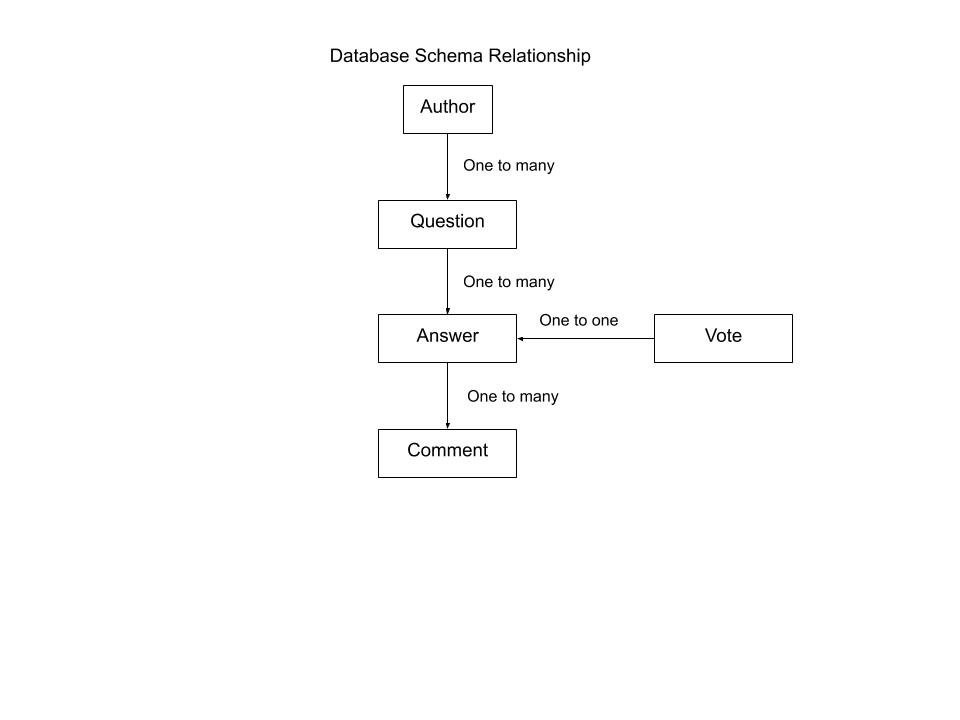 Database Schema Relationship
Author
One to many
Question
One to many
One to one
Answer
Vote
One to many
Comment